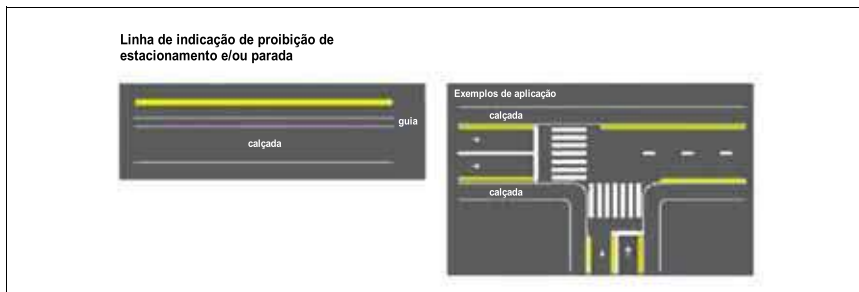 Linha de indicação de proibição de
estacionamento e/ou parada
guia
calçada
Exemplos de aplicação
calçada
calçada